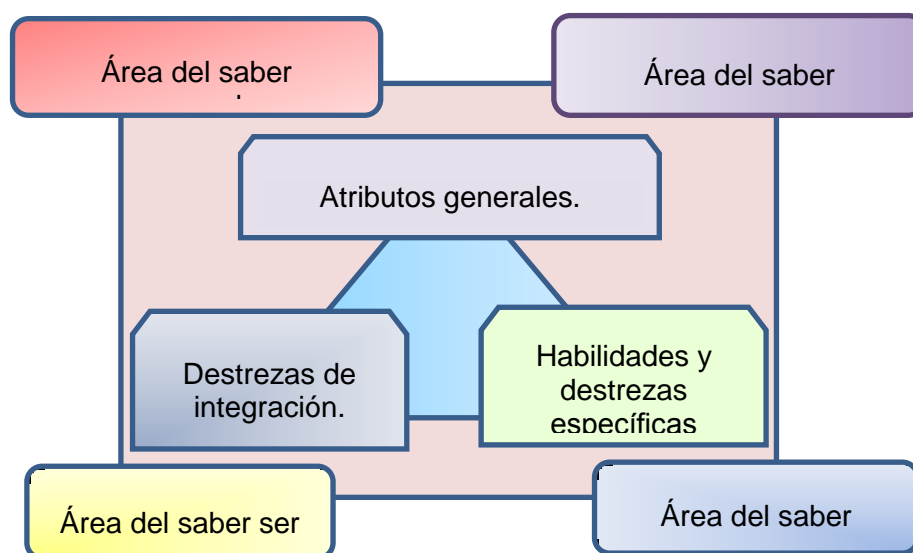 Área del saber
Área del saber
Atributos generales.
Destrezas de
integración.
Habilidades y
destrezas
específicas
Área del saber ser
Área del saber